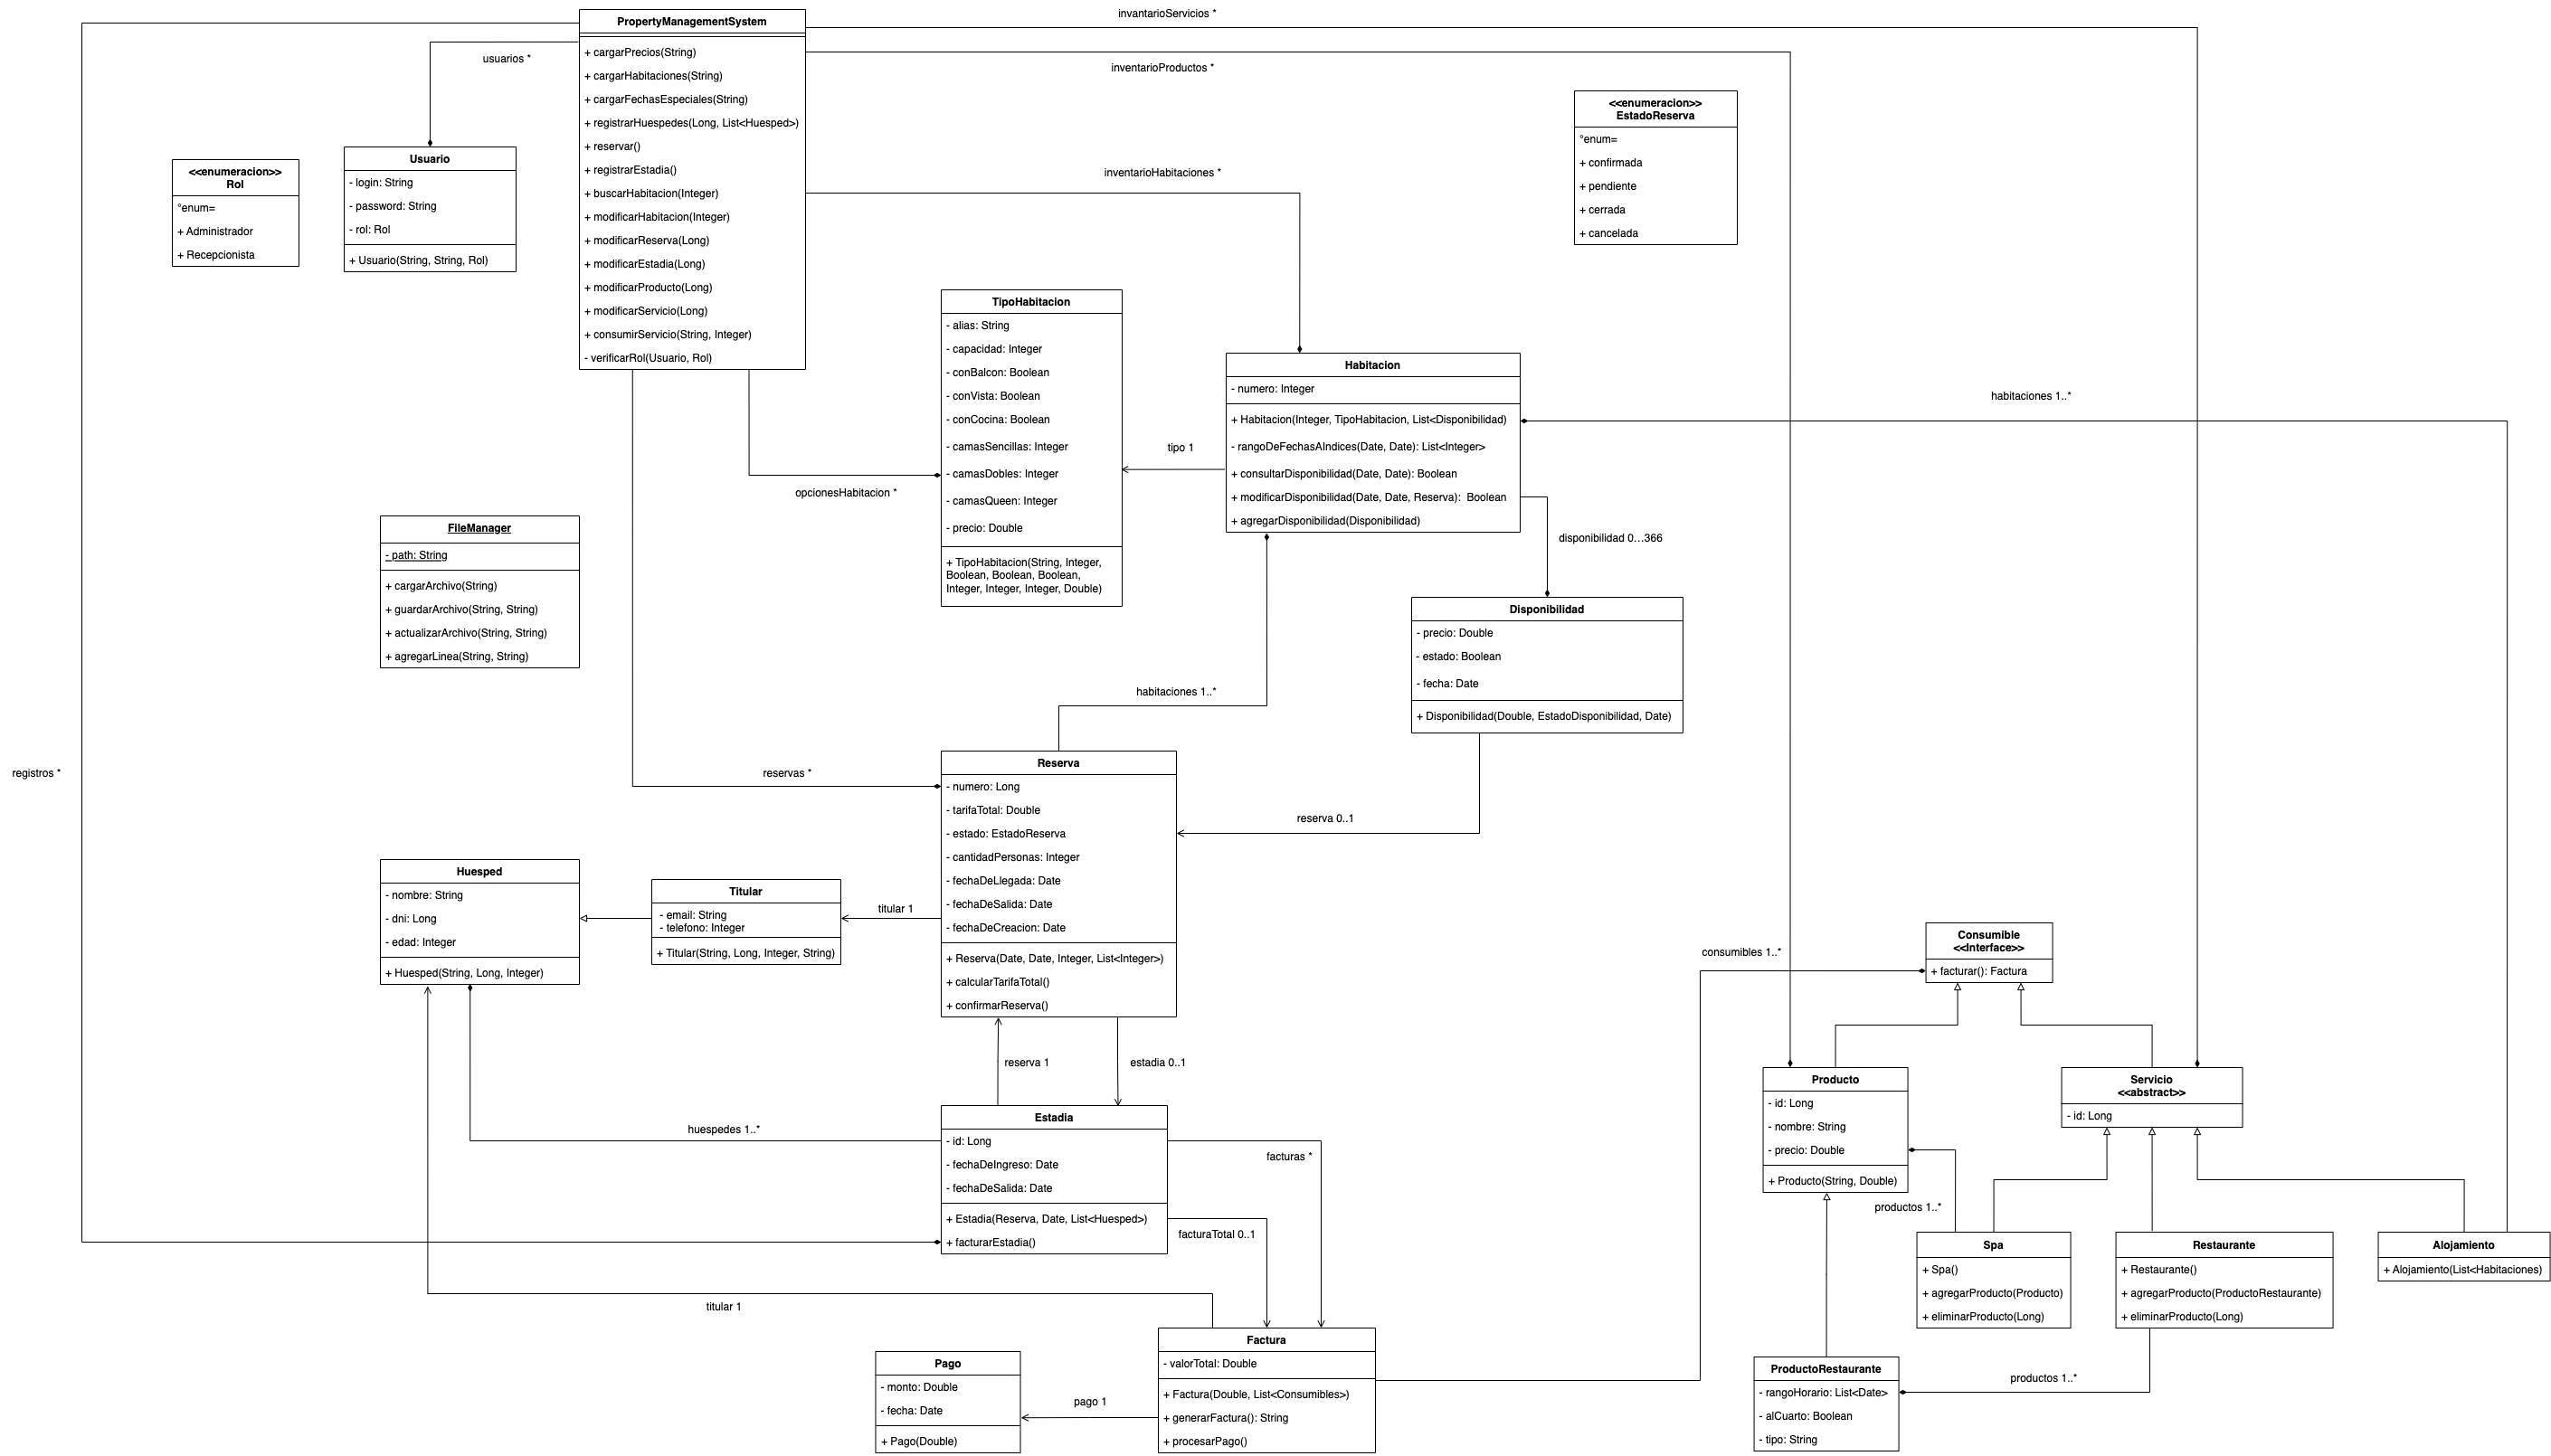 PropertyManagementSystem
+ cargarPrecios(String)
+ cargarHabitaciones(String)
+ cargarFechasEspeciales(String)
+ registrarHuespedes(Long, List<Huesped>)
+ reservar()
+ registrarEstadia()
+ buscarHabitacion(Integer)
+ modificarHabitacion(Integer)
+ modificarReserva(Long)
+ modificarEstadia(Long)
+ modificarProducto(Long)
+ modificarServicio(Long)
+ consumirServicio(String, Integer)
- verificarRol(Usuario, Rol)
invantarioServicios *
inventarioProductos *
usuarios *
<<enumeracion>>
EstadoReserva
°enum=
+ confirmada
+ pendiente
+ cerrada
+ cancelada
<<enumeracion>>
Rol
°enum=
+ Administrador
+ Recepcionista
Usuario
- login: String
- password: String
- rol: Rol
+ Usuario(String, String, Rol)
inventarioHabitaciones *
TipoHabitacion
- alias: String
- capacidad: Integer
- conBalcon: Boolean
- conVista: Boolean
- conCocina: Boolean
- camasSencillas: Integer
- camasDobles: Integer
- camasQueen: Integer
- precio: Double
+ TipoHabitacion(String, Integer,
Boolean, Boolean, Boolean,
Integer, Integer, Integer, Double)
opcionesHabitacion *
tipo 1
Habitacion
- numero: Integer
+ Habitacion(Integer, TipoHabitacion, List<Disponibilidad)
- rangoDeFechasAIndices(Date, Date): List<Integer>
+ consultarDisponibilidad(Date, Date): Boolean
+ modificarDisponibilidad(Date, Date, Reserva):  Boolean
+ agregarDisponibilidad(Disponibilidad)
habitaciones 1..*
disponibilidad 0...366
FileManager
- path: String
+ cargarArchivo(String)
+ guardarArchivo(String, String)
+ actualizarArchivo(String, String)
+ agregarLinea(String, String)
Disponibilidad
- precio: Double
- estado: Boolean
- fecha: Date
+ Disponibilidad(Double, EstadoDisponibilidad, Date)
habitaciones 1..*
registros *
reservas *
reserva 0..1
Reserva
- numero: Long
- tarifaTotal: Double
- estado: EstadoReserva
- cantidadPersonas: Integer
- fechaDeLlegada: Date
- fechaDeSalida: Date
- fechaDeCreacion: Date
+ Reserva(Date, Date, Integer, List<Integer>)
+ calcularTarifaTotal()
+ confirmarReserva()
Huesped
- nombre: String
- dni: Long
- edad: Integer
+ Huesped(String, Long, Integer)
Titular
- email: String
- telefono: Integer
+ Titular(String, Long, Integer, String)
titular 1
consumibles 1..*
Consumible
<<Interface>>
+ facturar(): Factura
reserva 1
estadia 0..1
huespedes 1..*
Estadia
- id: Long
- fechaDeIngreso: Date
- fechaDeSalida: Date
+ Estadia(Reserva, Date, List<Huesped>)
+ facturarEstadia()
facturas *
facturaTotal 0..1
Producto
- id: Long
- nombre: String
- precio: Double
+ Producto(String, Double)
productos 1..*
Servicio
<<abstract>>
- id: Long
Spa
+ Spa()
+ agregarProducto(Producto)
+ eliminarProducto(Long)
Restaurante
+ Restaurante()
+ agregarProducto(ProductoRestaurante)
+ eliminarProducto(Long)
Alojamiento
+ Alojamiento(List<Habitaciones)
titular 1
Pago
- monto: Double
- fecha: Date
+ Pago(Double)
pago 1
Factura
- valorTotal: Double
+ Factura(Double, List<Consumibles>)
+ generarFactura(): String
+ procesarPago()
ProductoRestaurante
- rangoHorario: List<Date>
- alCuarto: Boolean
- tipo: String
productos 1..*